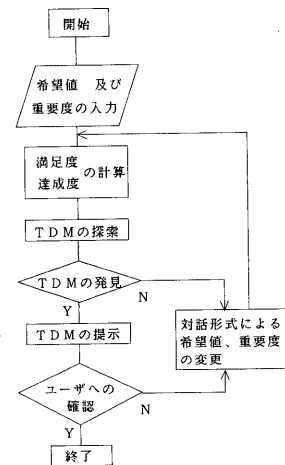 開始
希望値 及び
重要度の入力
満足度
達成度
の計算
TDMの探索
TDMの発見
Y
N
TDMの提示
対話形式による
希望値、重要度
の変更
ユーザへの
確認
N
Y
終了